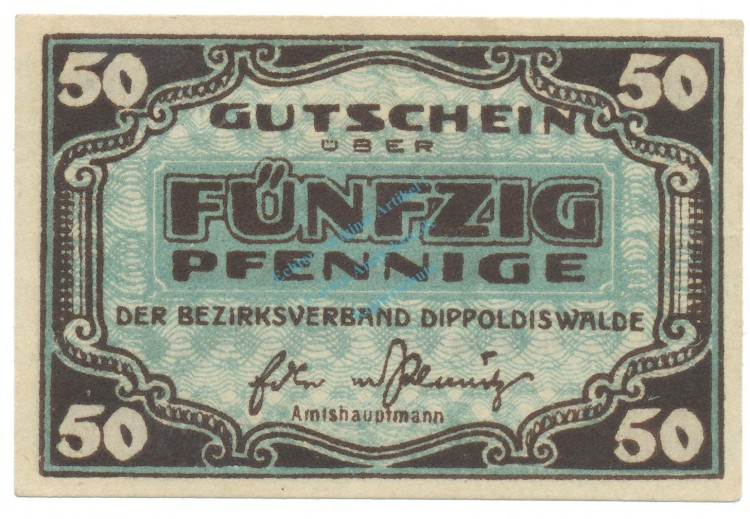 50 50
GUTSCHEIN
ÜBER
FÜNFZIG
PFENNIGE
DER BEZIRKSVERBAND DIPPOLDISWALDE
Amtshauptmann
50 50